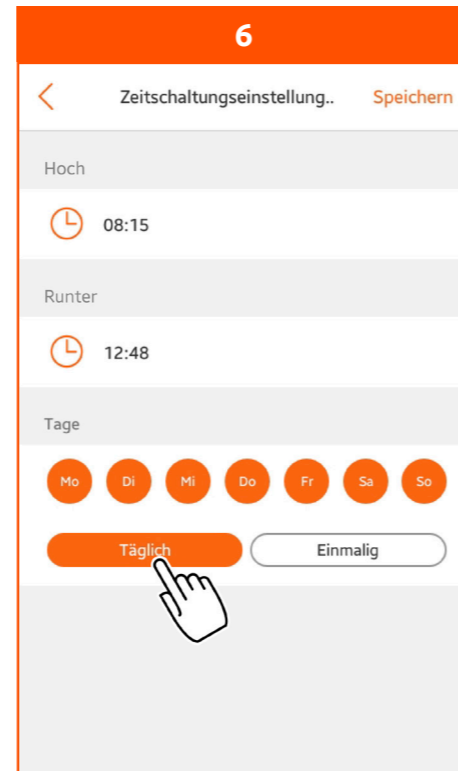 6
Zeitschaltungseinstellung.. Speichern
Hoch
08:15
Runter
12:48
Tage
Mo Di Mi Do Fr Sa So
Täglich Einmalig